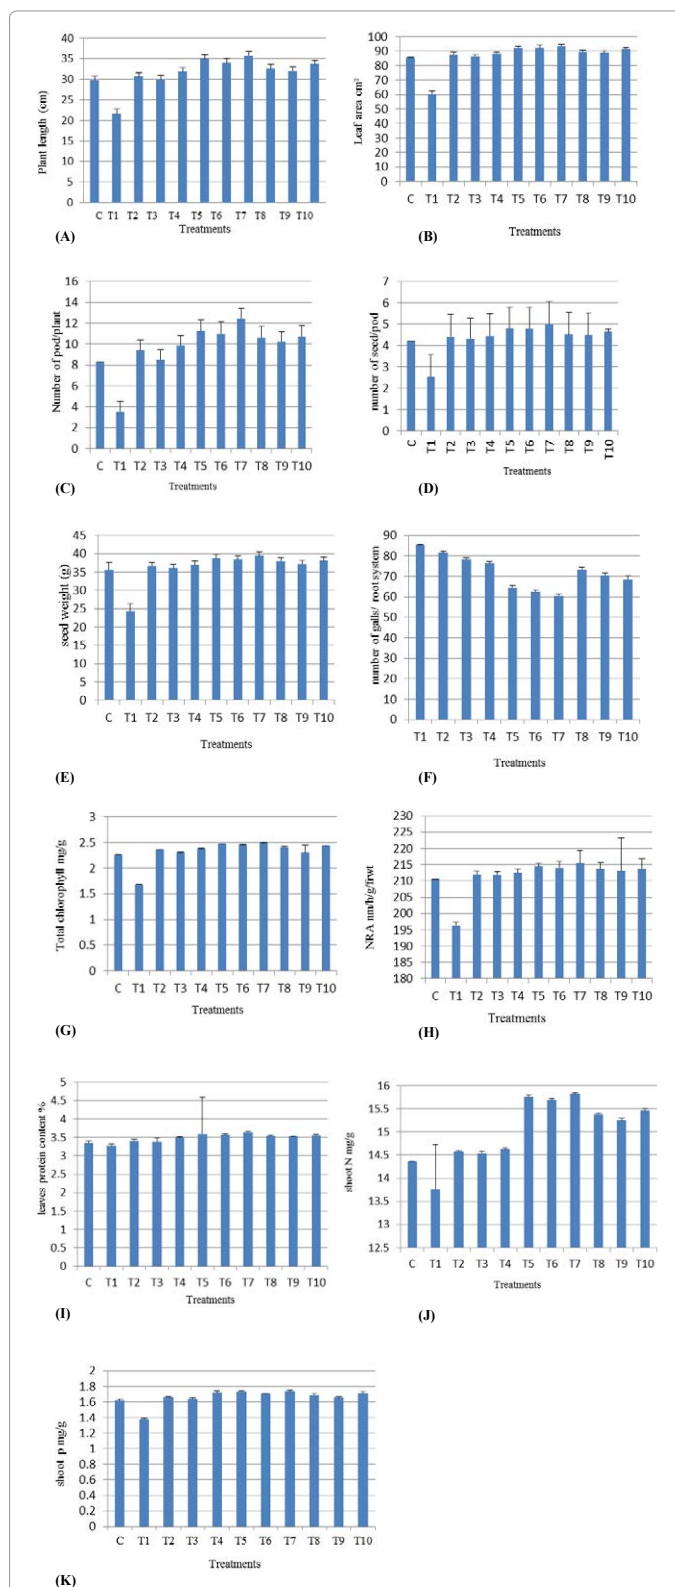 Plant length (cm)
40
35
30
25
20
15
10
5
0
C T1 T2 T3 T4 T5 T6 T7 T8 T9 T10
Treatments
(A)
Leaf area cm²
100
90
80
70
60
50
40
30
20
10
0
C T1 T2 T3 T4 T5 T6 T7 T8 T9 T10
Treatments
(B)
Number of pod/plant
16
14
12
10
8
6
4
2
0
C T1 T2 T3 T4 T5 T6 T7 T8 T9 T10
Treatments
(C)
number of seed/pod
7
6
5
4
3
2
1
0
C T1 T2 T3 T4 T5 T6 T7 T8 T9 T10
Treatments
(D)
seed weight (g)
45
40
35
30
25
20
15
10
5
0
C T1 T2 T3 T4 T5 T6 T7 T8 T9 T10
Treatments
(E)
number of galls/ root system
90
80
70
60
50
40
30
20
10
0
T1 T2 T3 T4 T5 T6 T7 T8 T9 T10
Treatments
(F)
Total chlorophyll mg/g
3
2.5
2
1.5
1
0.5
0
C T1 T2 T3 T4 T5 T6 T7 T8 T9 T10
Treatments
(G)
NRA nm/h/g/frwt
230
225
220
215
210
205
200
195
190
185
180
C T1 T2 T3 T4 T5 T6 T7 T8 T9 T10
Treatments
(H)
leaves protein content %
5
4.5
4
3.5
3
2.5
2
1.5
1
0.5
0
C T1 T2 T3 T4 T5 T6 T7 T8 T9 T10
Treatments
(I)
shoot N mg/g
16
15.5
15
14.5
14
13.5
13
12.5
C T1 T2 T3 T4 T5 T6 T7 T8 T9 T10
Treatments
(J)
shoot p mg/g
2
1.8
1.6
1.4
1.2
1
0.8
0.6
0.4
0.2
0
C T1 T2 T3 T4 T5 T6 T7 T8 T9 T10
Treatments
(K)